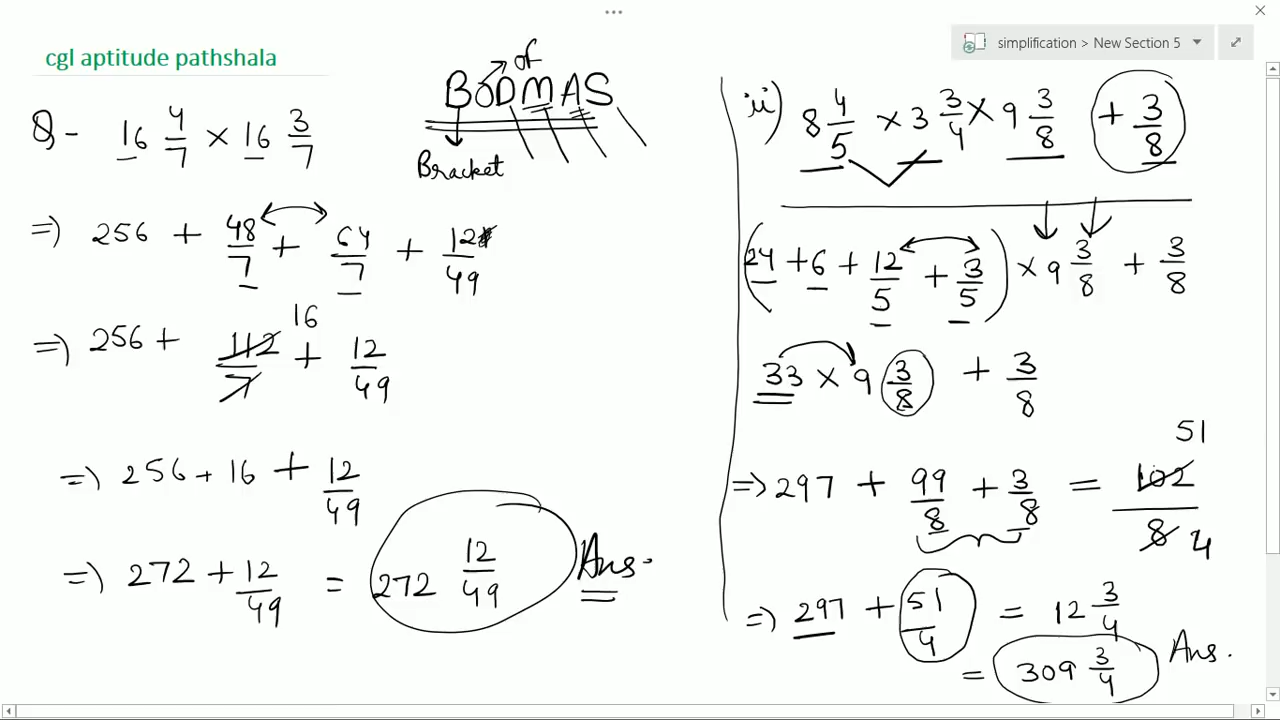 simplification > New Section 5
cgl aptitude pathshala
of
BODMAS
Bracket
Q - 16 4/7 × 16 3/7
=> 256 + 48/7 + 64/7 + 12/49
16
=> 256 + 112/7 + 12/49
=> 256 + 16 + 12/49
=> 272 + 12/49 = 272 12/49 Ans.
ii) 8 4/5 × 3 3/4 × 9 3/8 + 3/8
(24 + 6 + 12/5 + 3/5) × 9 3/8 + 3/8
33 × 9 3/8 + 3/8
51
=> 297 + 99/8 + 3/8 = 102/8 4
=> 297 + 51/4 = 12 3/4
= 309 3/4 Ans.